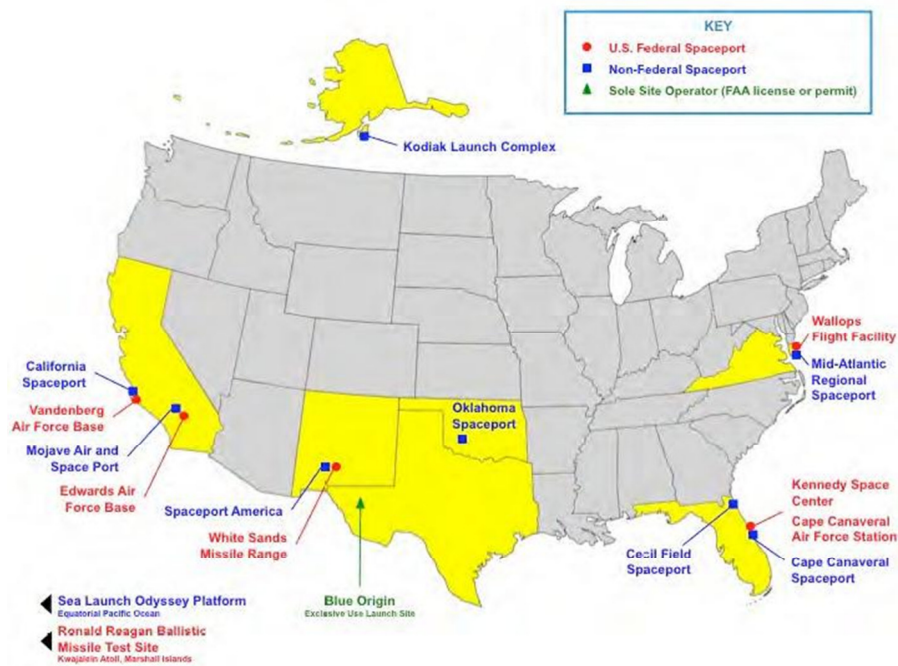 KEY
U.S. Federal Spaceport
Non-Federal Spaceport
Sole Site Operator (FAA license or permit)
Kodiak Launch Complex
Wallops
Flight Facility
Mid-Atlantic
Regional
Spaceport
California
Spaceport
Vandenberg
Air Force Base
Mojave Air and
Space Port
Edwards Air
Force Base
Oklahoma
Spaceport
Spaceport America
White Sands
Missile Range
Kennedy Space
Center
Cape Canaveral
Air Force Station
Cecil Field
Spaceport
Cape Canaveral
Spaceport
Blue Origin
Exclusive Use Launch Site
Sea Launch Odyssey Platform
Equatorial Pacific Ocean
Ronald Reagan Ballistic
Missile Test Site
Kwajalein Atoll, Marshall Islands